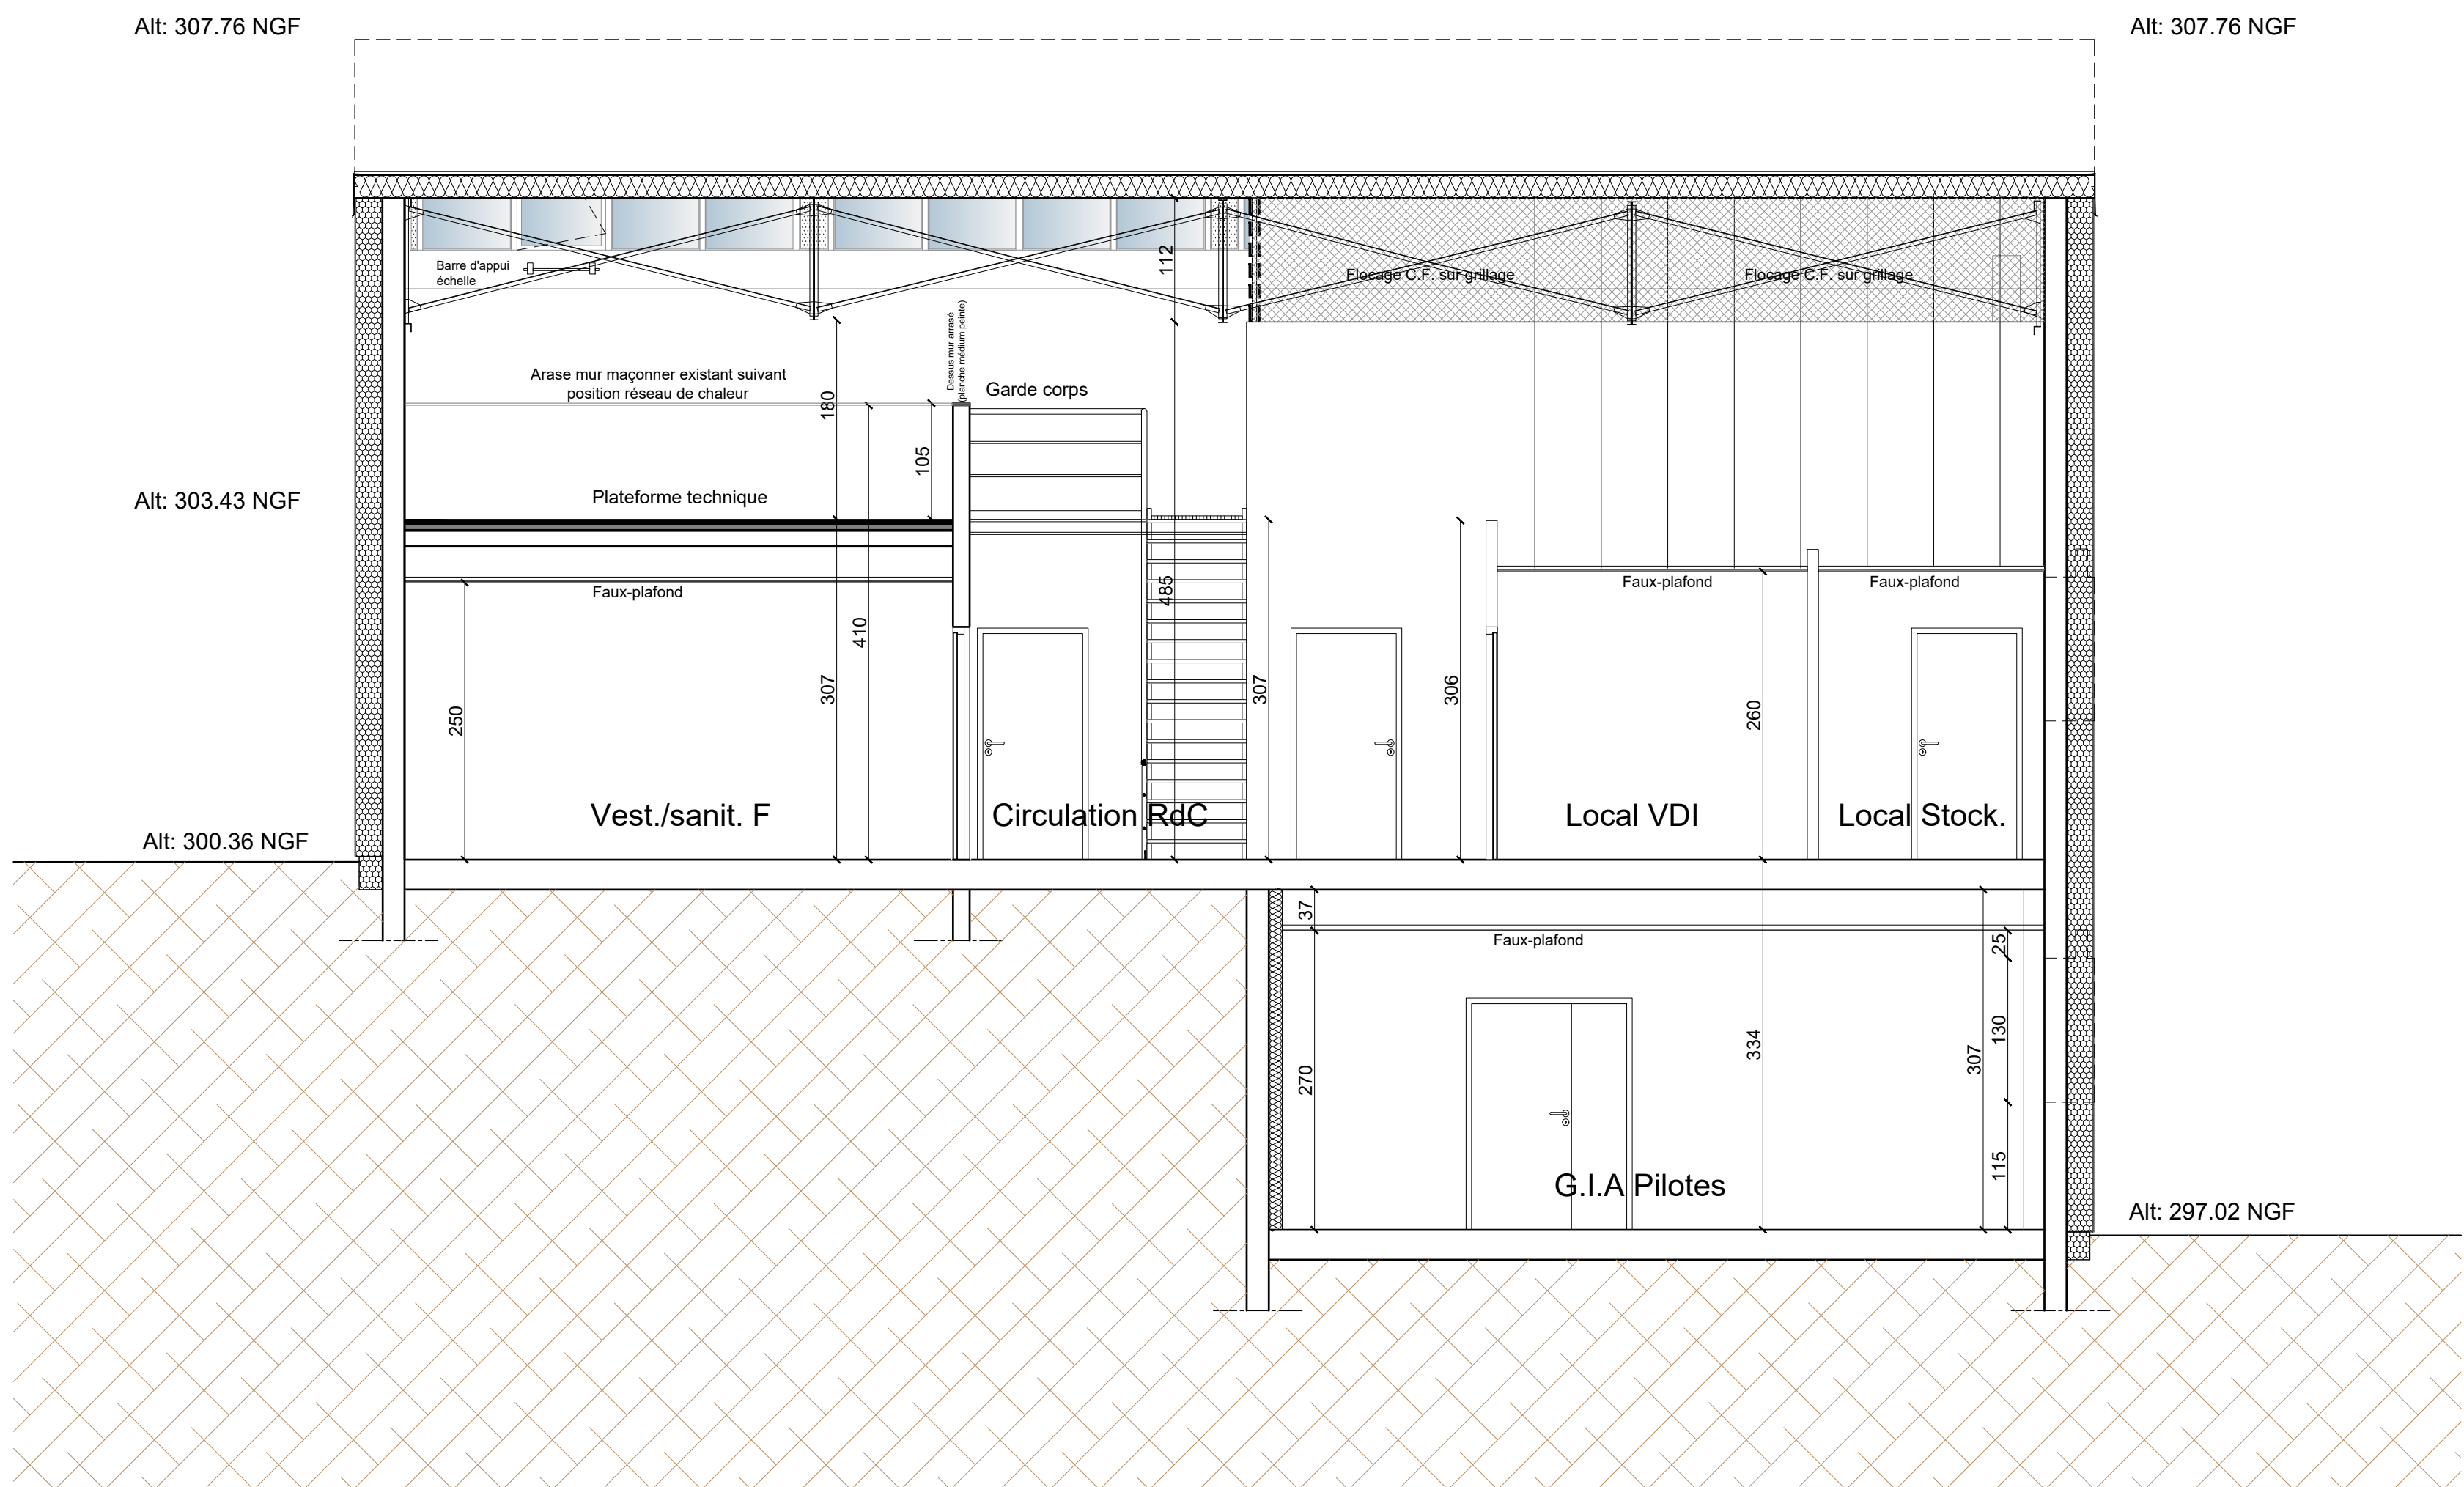 Alt: 307.76 NGF
Alt: 307.76 NGF
112
Barre d'appui
échelle
Flocage C.F. sur grillage
Flocage C.F. sur grillage
Dessus mur arrasé
(planche médium peinte)
Arase mur maçonner existant suivant
position réseau de chaleur
Garde corps
180
105
Alt: 303.43 NGF
Plateforme technique
Faux-plafond
Faux-plafond
Faux-plafond
485
410
250
307
307
306
260
Vest./sanit. F
Circulation RdC
Local VDI
Local Stock.
Alt: 300.36 NGF
37
Faux-plafond
25
130
334
307
270
115
G.I.A Pilotes
Alt: 297.02 NGF